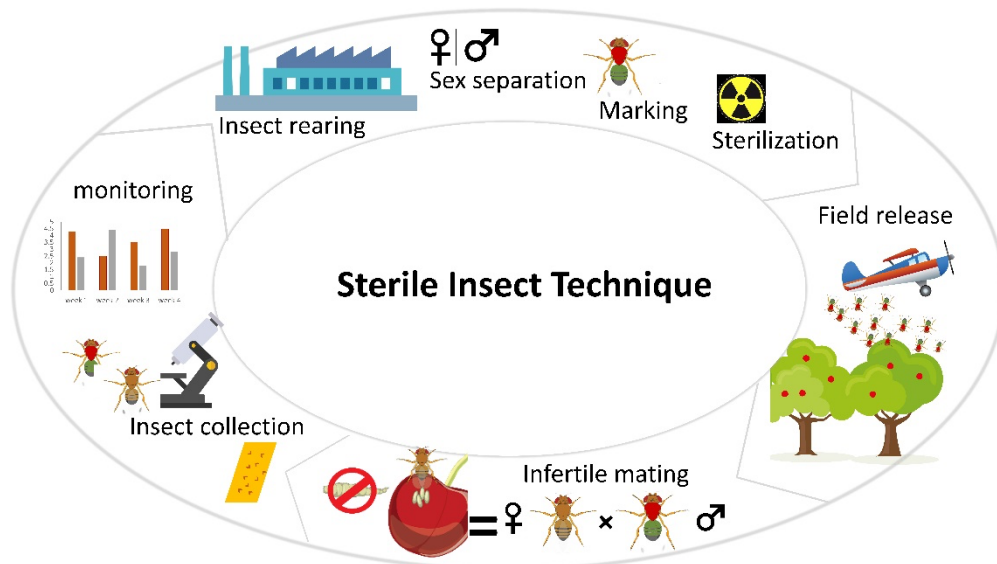 Insect rearing
♀|♂
Sex separation
Marking
Sterilization
monitoring
Field release
Sterile Insect Technique
Insect collection
Infertile mating
= ♀ × ♂